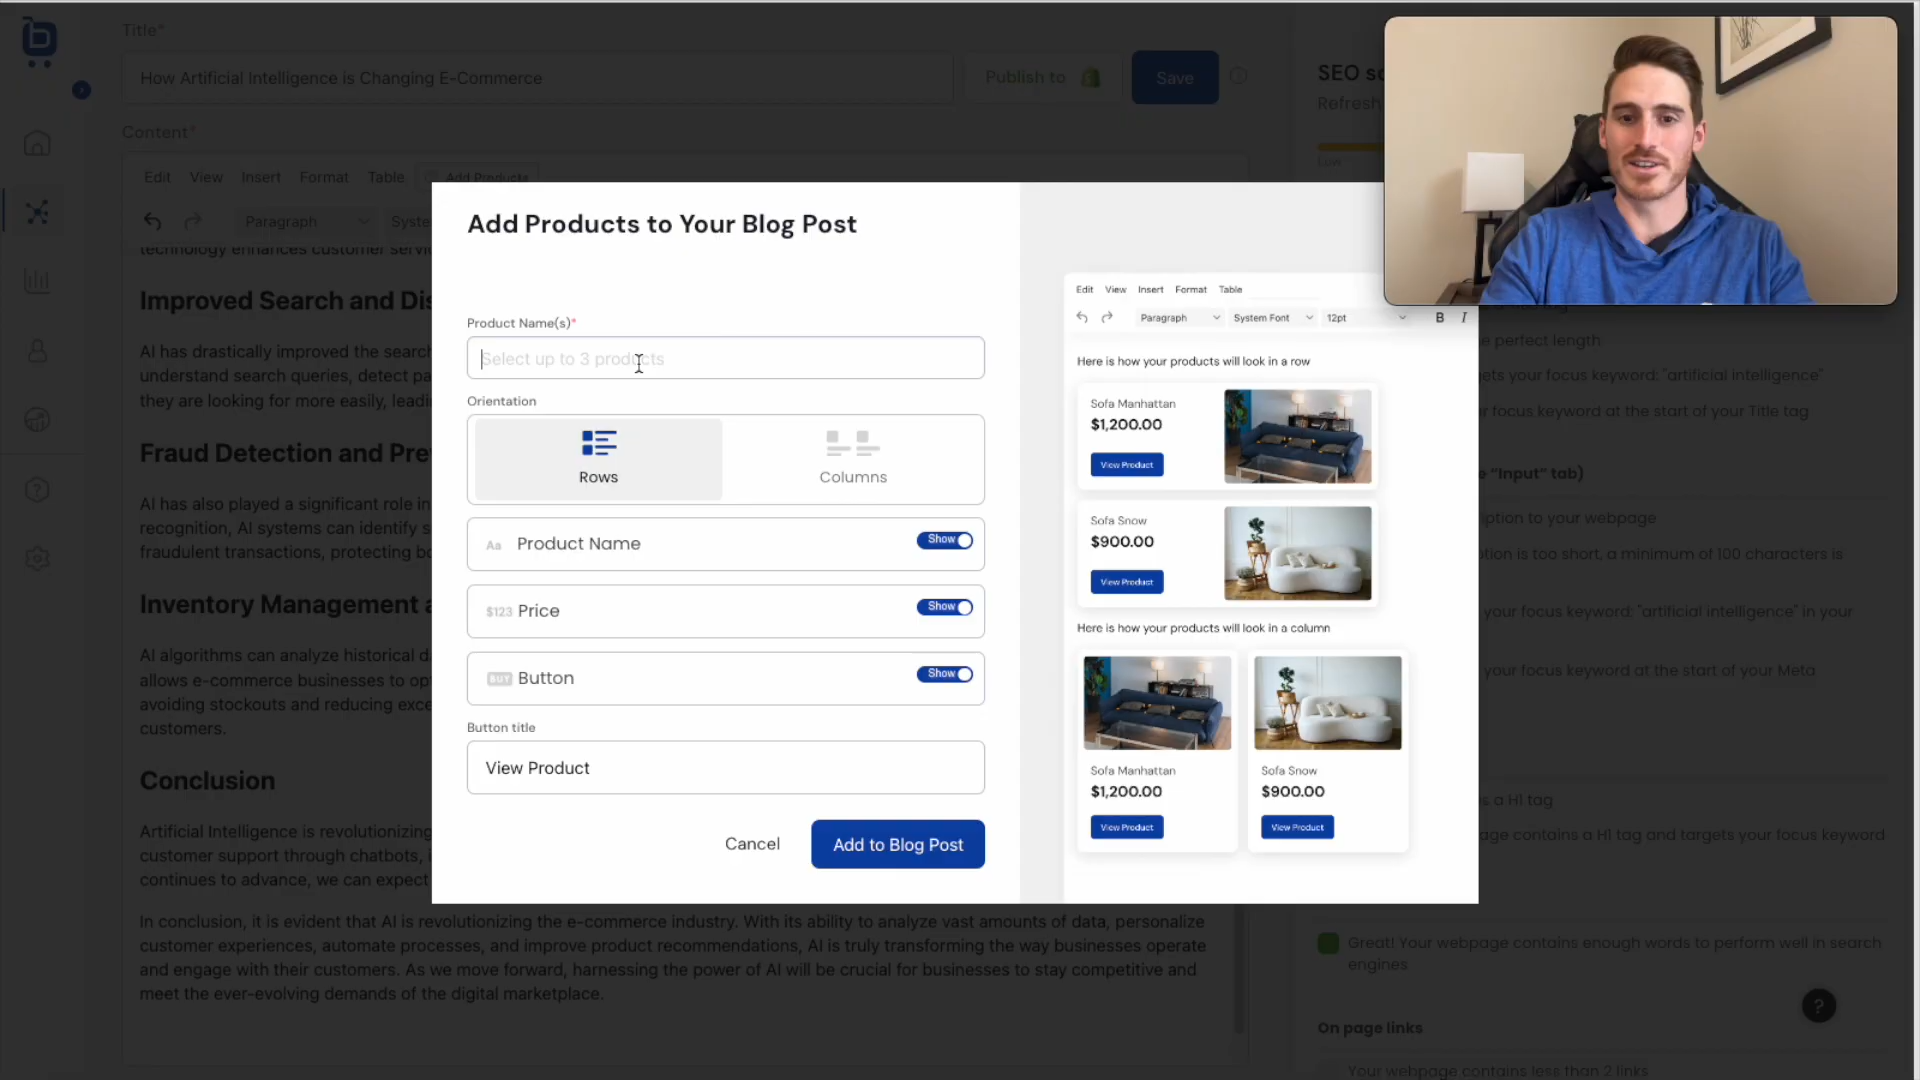 Title*
How Artificial Intelligence is Changing E-Commerce
Publish to
Save
Content*
Edit View Insert Format Table Add Products
Paragraph
technology enhances customer
Improved Search and
AI has drastically improved the
understand search queries, detect
they are looking for more easily,
Fraud Detection and
AI has also played a significant role in
recognition, AI systems can identify
fraudulent transactions, protecting
Inventory Management
AI algorithms can analyze historical
allows e-commerce businesses to
avoiding stockouts and reducing
customers.
Conclusion
Artificial Intelligence is revolutionizing
customer support through chatbots,
continues to advance, we can expect
In conclusion, it is evident that AI is revolutionizing the e-commerce industry. With its ability to analyze vast amounts of data, personalize
customer experiences, automate processes, and improve product recommendations, AI is truly transforming the way businesses operate
and engage with their customers. As we move forward, harnessing the power of AI will be crucial for businesses to stay competitive and
meet the ever-evolving demands of the digital marketplace.
Add Products to Your Blog Post
Product Name(s)*
Select up to 3 products
Orientation
Rows
Columns
Aa Product Name Show
$123 Price Show
BUY Button Show
Button title
View Product
Cancel
Add to Blog Post
Edit View Insert Format Table
Paragraph System Font 12pt B I
Here is how your products will look in a row
Sofa Manhattan
$1,200.00
View Product
Sofa Snow
$900.00
View Product
Here is how your products will look in a column
Sofa Manhattan
$1,200.00
View Product
Sofa Snow
$900.00
View Product
SEO
Refresh
Low
perfect length
your focus keyword: "artificial intelligence"
focus keyword at the start of your Title tag
"Input" tab)
to your webpage
is too short, a minimum of 100 characters is
your focus keyword: "artificial intelligence" in your
your focus keyword at the start of your Meta
a H1 tag
contains a H1 tag and targets your focus keyword
Great! Your webpage contains enough words to perform well in search
engines
?
On page links
Your webpage contains less than 2 links